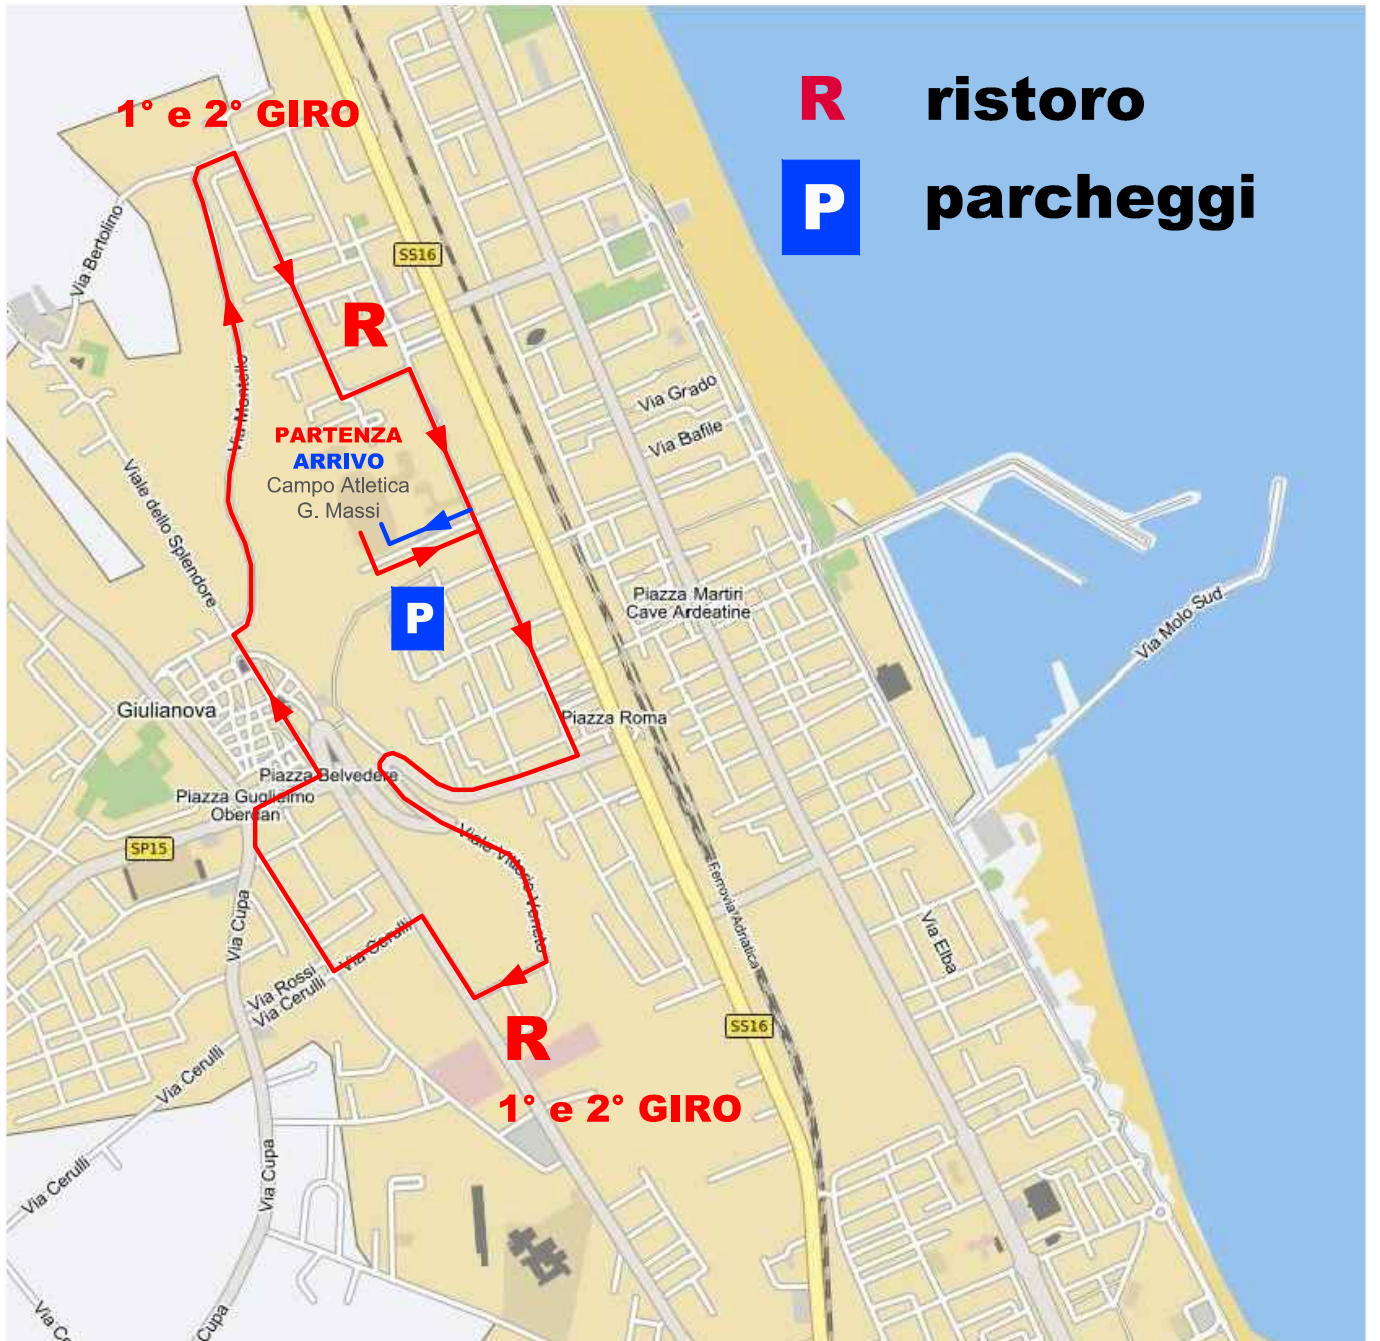 R ristoro
P parcheggi
1° e 2° GIRO
Via Bertolino
SS16
R
Via Montello
PARTENZA
ARRIVO
Campo Atletica
G. Massi
Via Grado
Via Bafile
Viale dello Splendore
P
Piazza Martiri
Cave Ardeatine
Via Molo Sud
Giulianova
Piazza Roma
Piazza Belvedere
Piazza Guglielmo
Oberdan
SP15
Viale Vittorio Veneto
Ferrovia Adriatica
Via Cupa
Via Cerulli
Via Elba
Via Rossi
Via Cerulli
R
SS16
Via Cerulli
1° e 2° GIRO
Via Cupa
Via Cerulli
Cupa